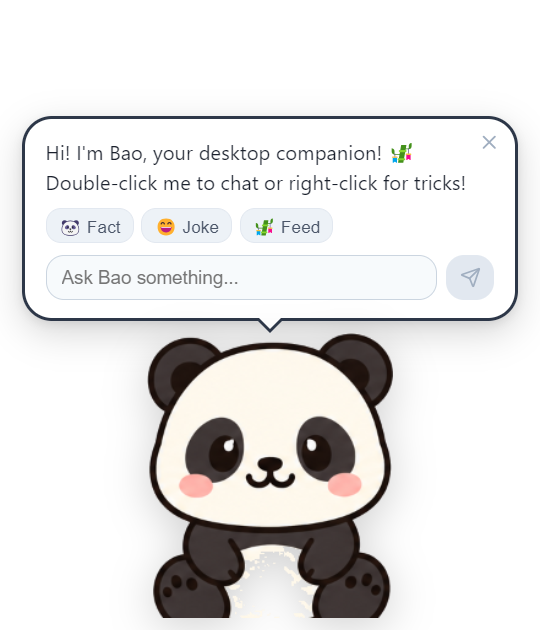 Hi! I'm Bao, your desktop companion! 🎋
Double-click me to chat or right-click for tricks!
🐼 Fact 😄 Joke 🎋 Feed
Ask Bao something...